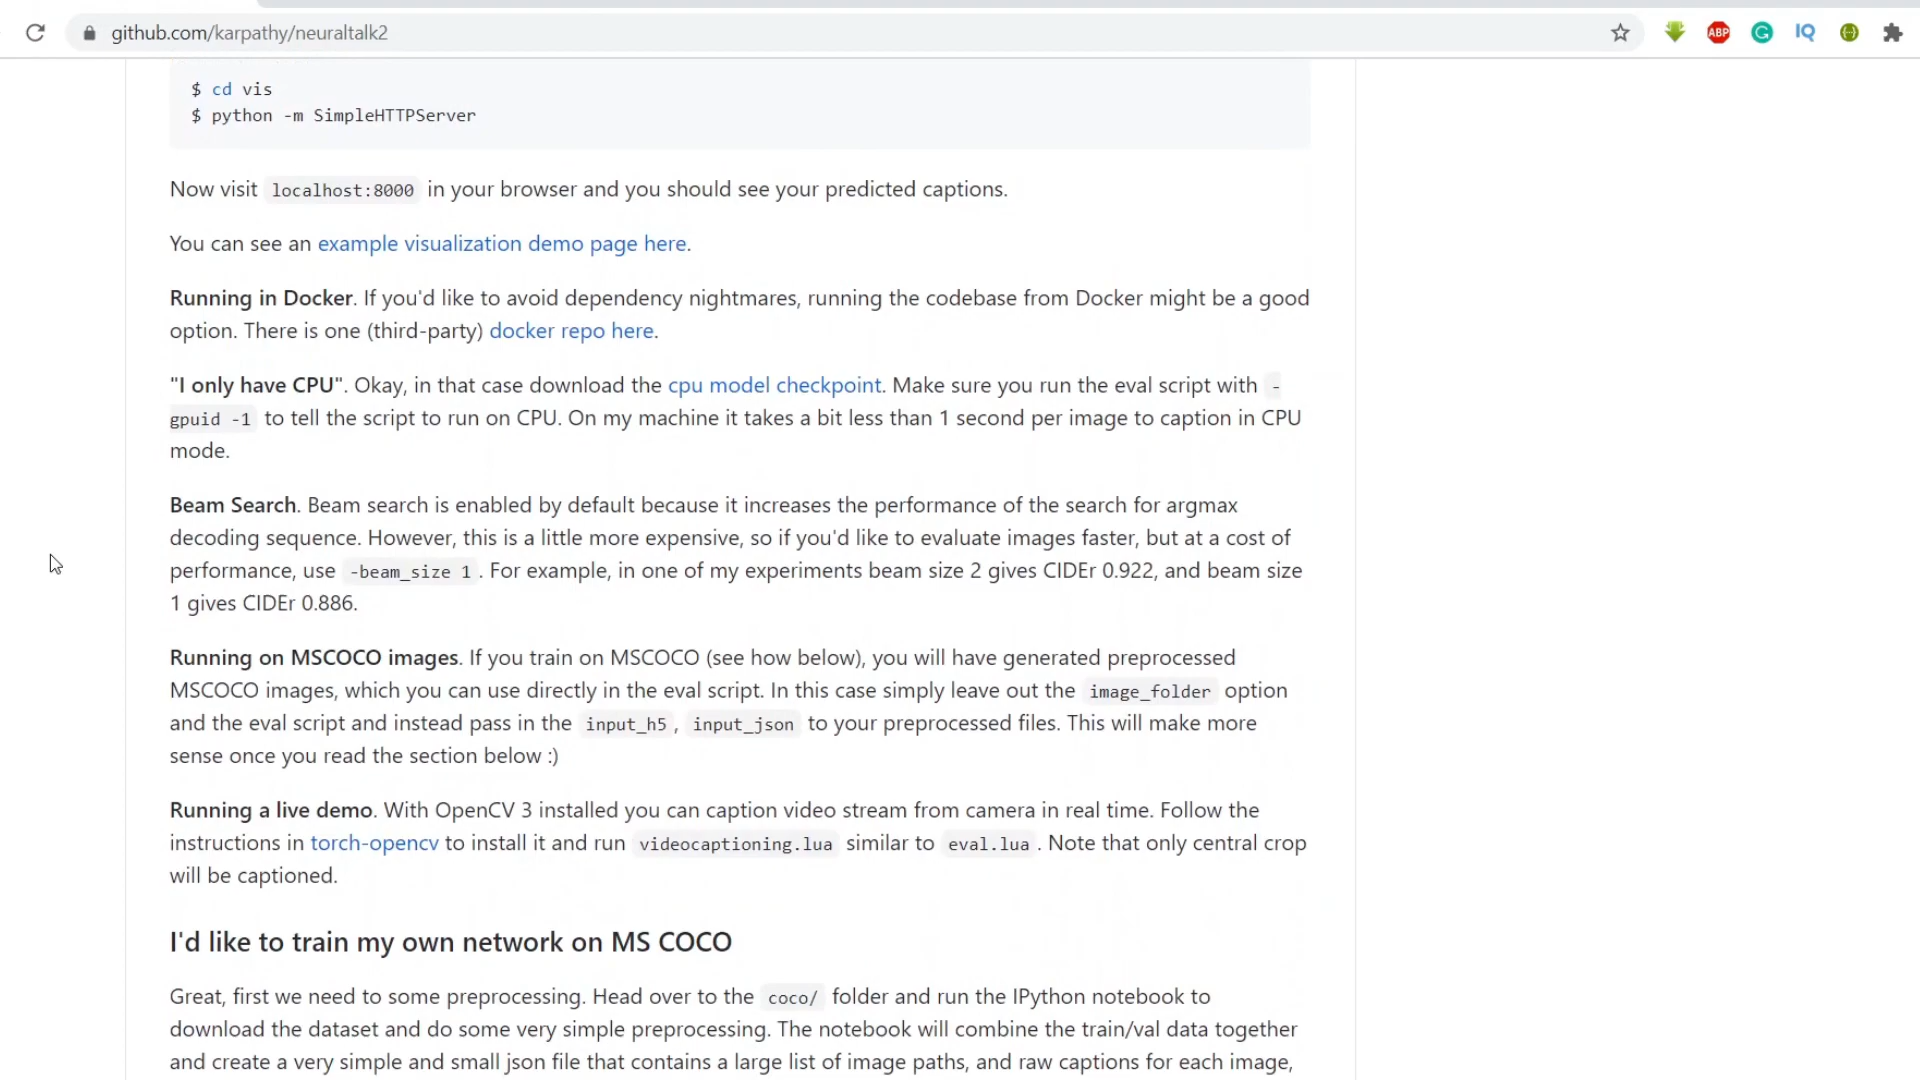 github.com/karpathy/neuraltalk2
ABP
IQ
$ cd vis
$ python -m SimpleHTTPServer
Now visit localhost:8000 in your browser and you should see your predicted captions.
You can see an example visualization demo page here.
Running in Docker. If you'd like to avoid dependency nightmares, running the codebase from Docker might be a good
option. There is one (third-party) docker repo here.
"I only have CPU". Okay, in that case download the cpu model checkpoint. Make sure you run the eval script with -
gpuid -1 to tell the script to run on CPU. On my machine it takes a bit less than 1 second per image to caption in CPU
mode.
Beam Search. Beam search is enabled by default because it increases the performance of the search for argmax
decoding sequence. However, this is a little more expensive, so if you'd like to evaluate images faster, but at a cost of
performance, use -beam_size 1. For example, in one of my experiments beam size 2 gives CIDEr 0.922, and beam size
1 gives CIDEr 0.886.
Running on MSCOCO images. If you train on MSCOCO (see how below), you will have generated preprocessed
MSCOCO images, which you can use directly in the eval script. In this case simply leave out the image_folder option
and the eval script and instead pass in the input_h5, input_json to your preprocessed files. This will make more
sense once you read the section below :)
Running a live demo. With OpenCV 3 installed you can caption video stream from camera in real time. Follow the
instructions in torch-opencv to install it and run videocaptioning.lua similar to eval.lua. Note that only central crop
will be captioned.
I'd like to train my own network on MS COCO
Great, first we need to some preprocessing. Head over to the coco/ folder and run the IPython notebook to
download the dataset and do some very simple preprocessing. The notebook will combine the train/val data together
and create a very simple and small json file that contains a large list of image paths, and raw captions for each image,